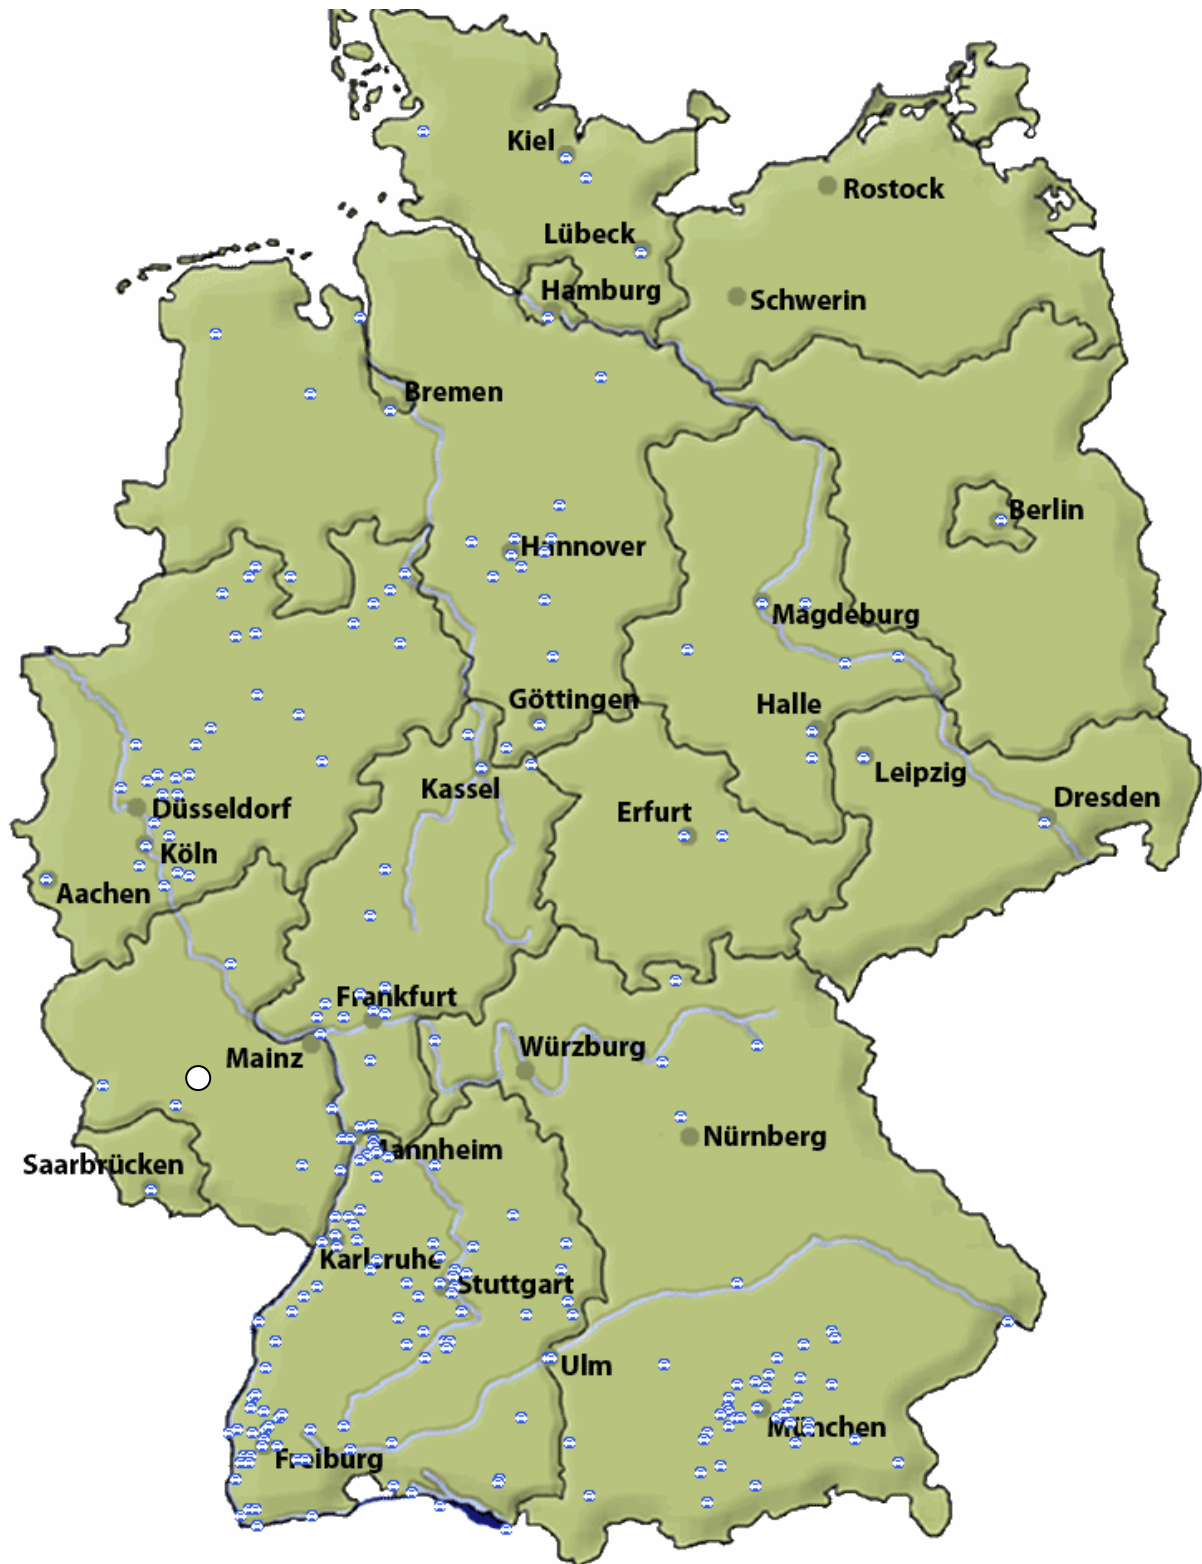 Kiel
Rostock
Lübeck
Hamburg
Schwerin
Bremen
Berlin
Hannover
Magdeburg
Göttingen
Halle
Leipzig
Kassel
Dresden
Düsseldorf
Erfurt
Köln
Aachen
Frankfurt
Würzburg
Mainz
Nürnberg
Mannheim
Saarbrücken
Karlsruhe
Stuttgart
Ulm
München
Freiburg